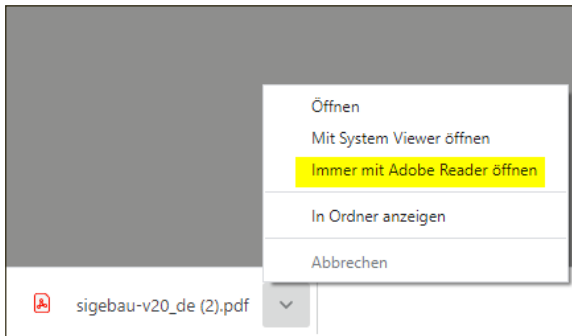 Öffnen
Mit System Viewer öffnen
Immer mit Adobe Reader öffnen
In Ordner anzeigen
Abbrechen
sigebau-v20_de (2).pdf